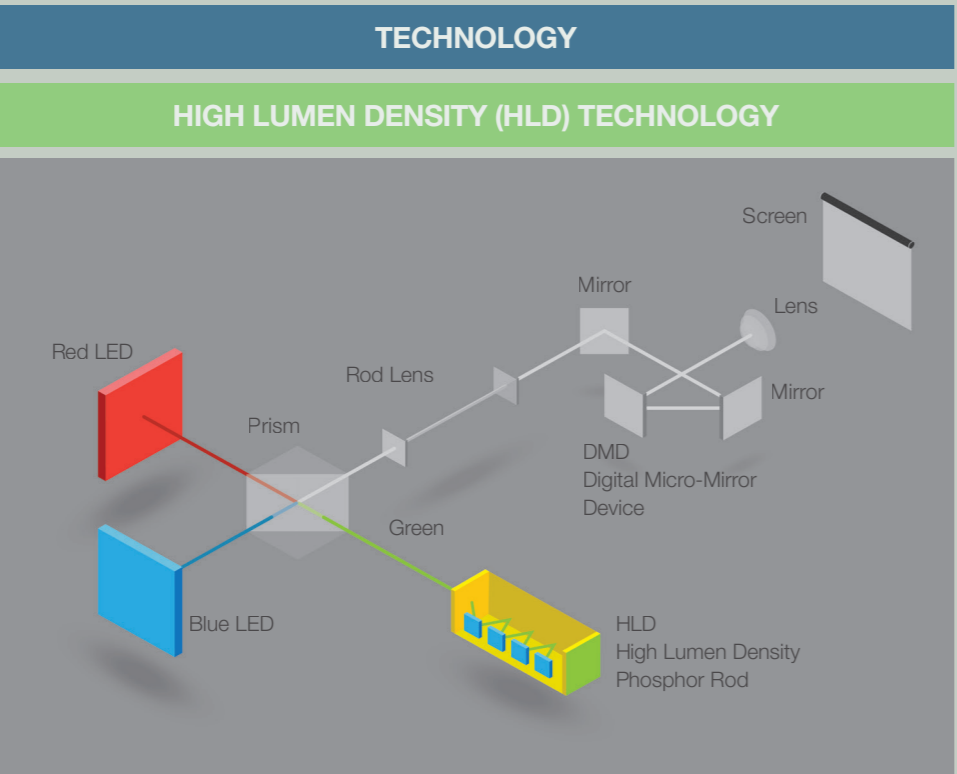 TECHNOLOGY
HIGH LUMEN DENSITY (HLD) TECHNOLOGY
Screen
Mirror
Lens
Red LED
Rod Lens
Mirror
Prism
DMD
Digital Micro-Mirror
Device
Green
Blue LED
HLD
High Lumen Density
Phosphor Rod